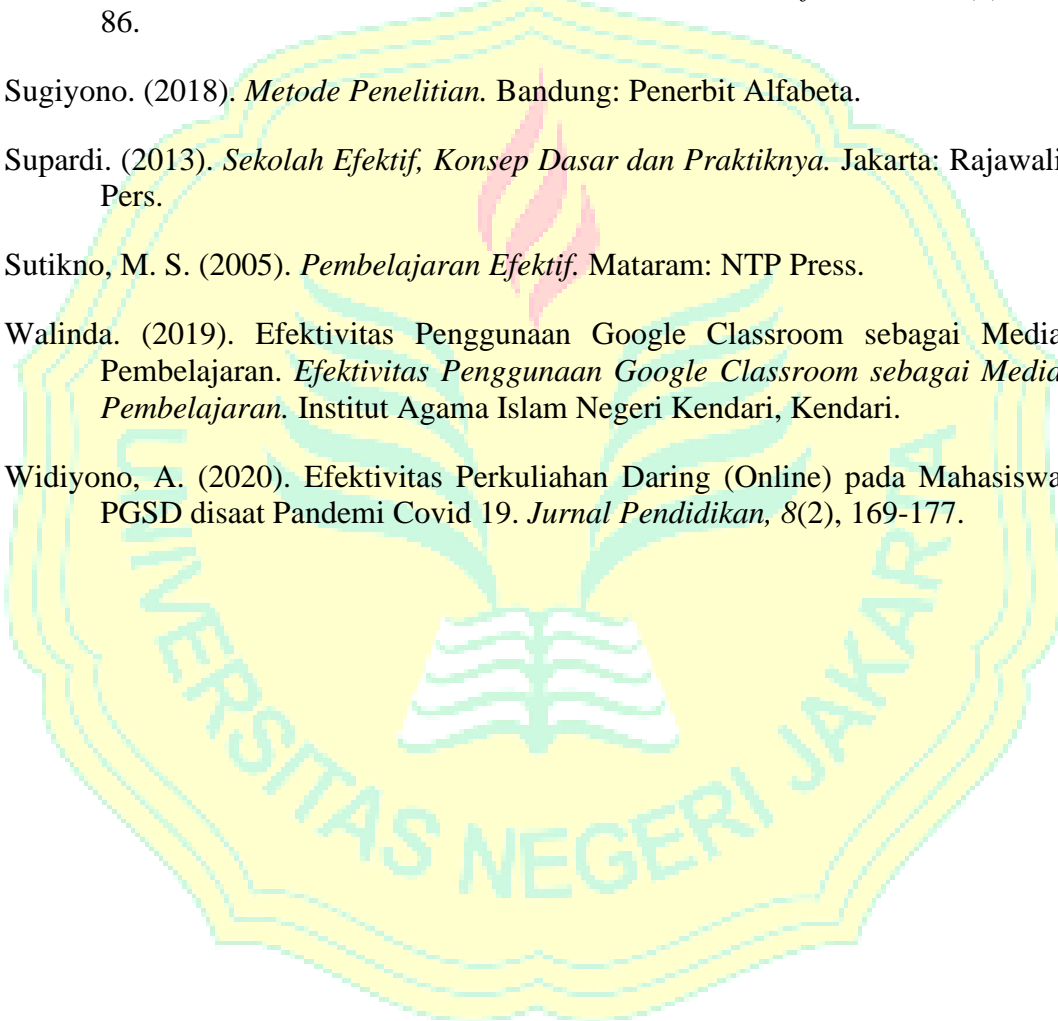 86.
Sugiyono. (2018). Metode Penelitian. Bandung: Penerbit Alfabeta.
Supardi. (2013). Sekolah Efektif, Konsep Dasar dan Praktiknya. Jakarta: Rajawali
Pers.
Sutikno, M. S. (2005). Pembelajaran Efektif. Mataram: NTP Press.
Walinda. (2019). Efektivitas Penggunaan Google Classroom sebagai Media
Pembelajaran. Efektivitas Penggunaan Google Classroom sebagai Media
Pembelajaran. Institut Agama Islam Negeri Kendari, Kendari.
Widiyono, A. (2020). Efektivitas Perkuliahan Daring (Online) pada Mahasiswa
PGSD disaat Pandemi Covid 19. Jurnal Pendidikan, 8(2), 169-177.
UNIVERSITAS NEGERI JAKARTA